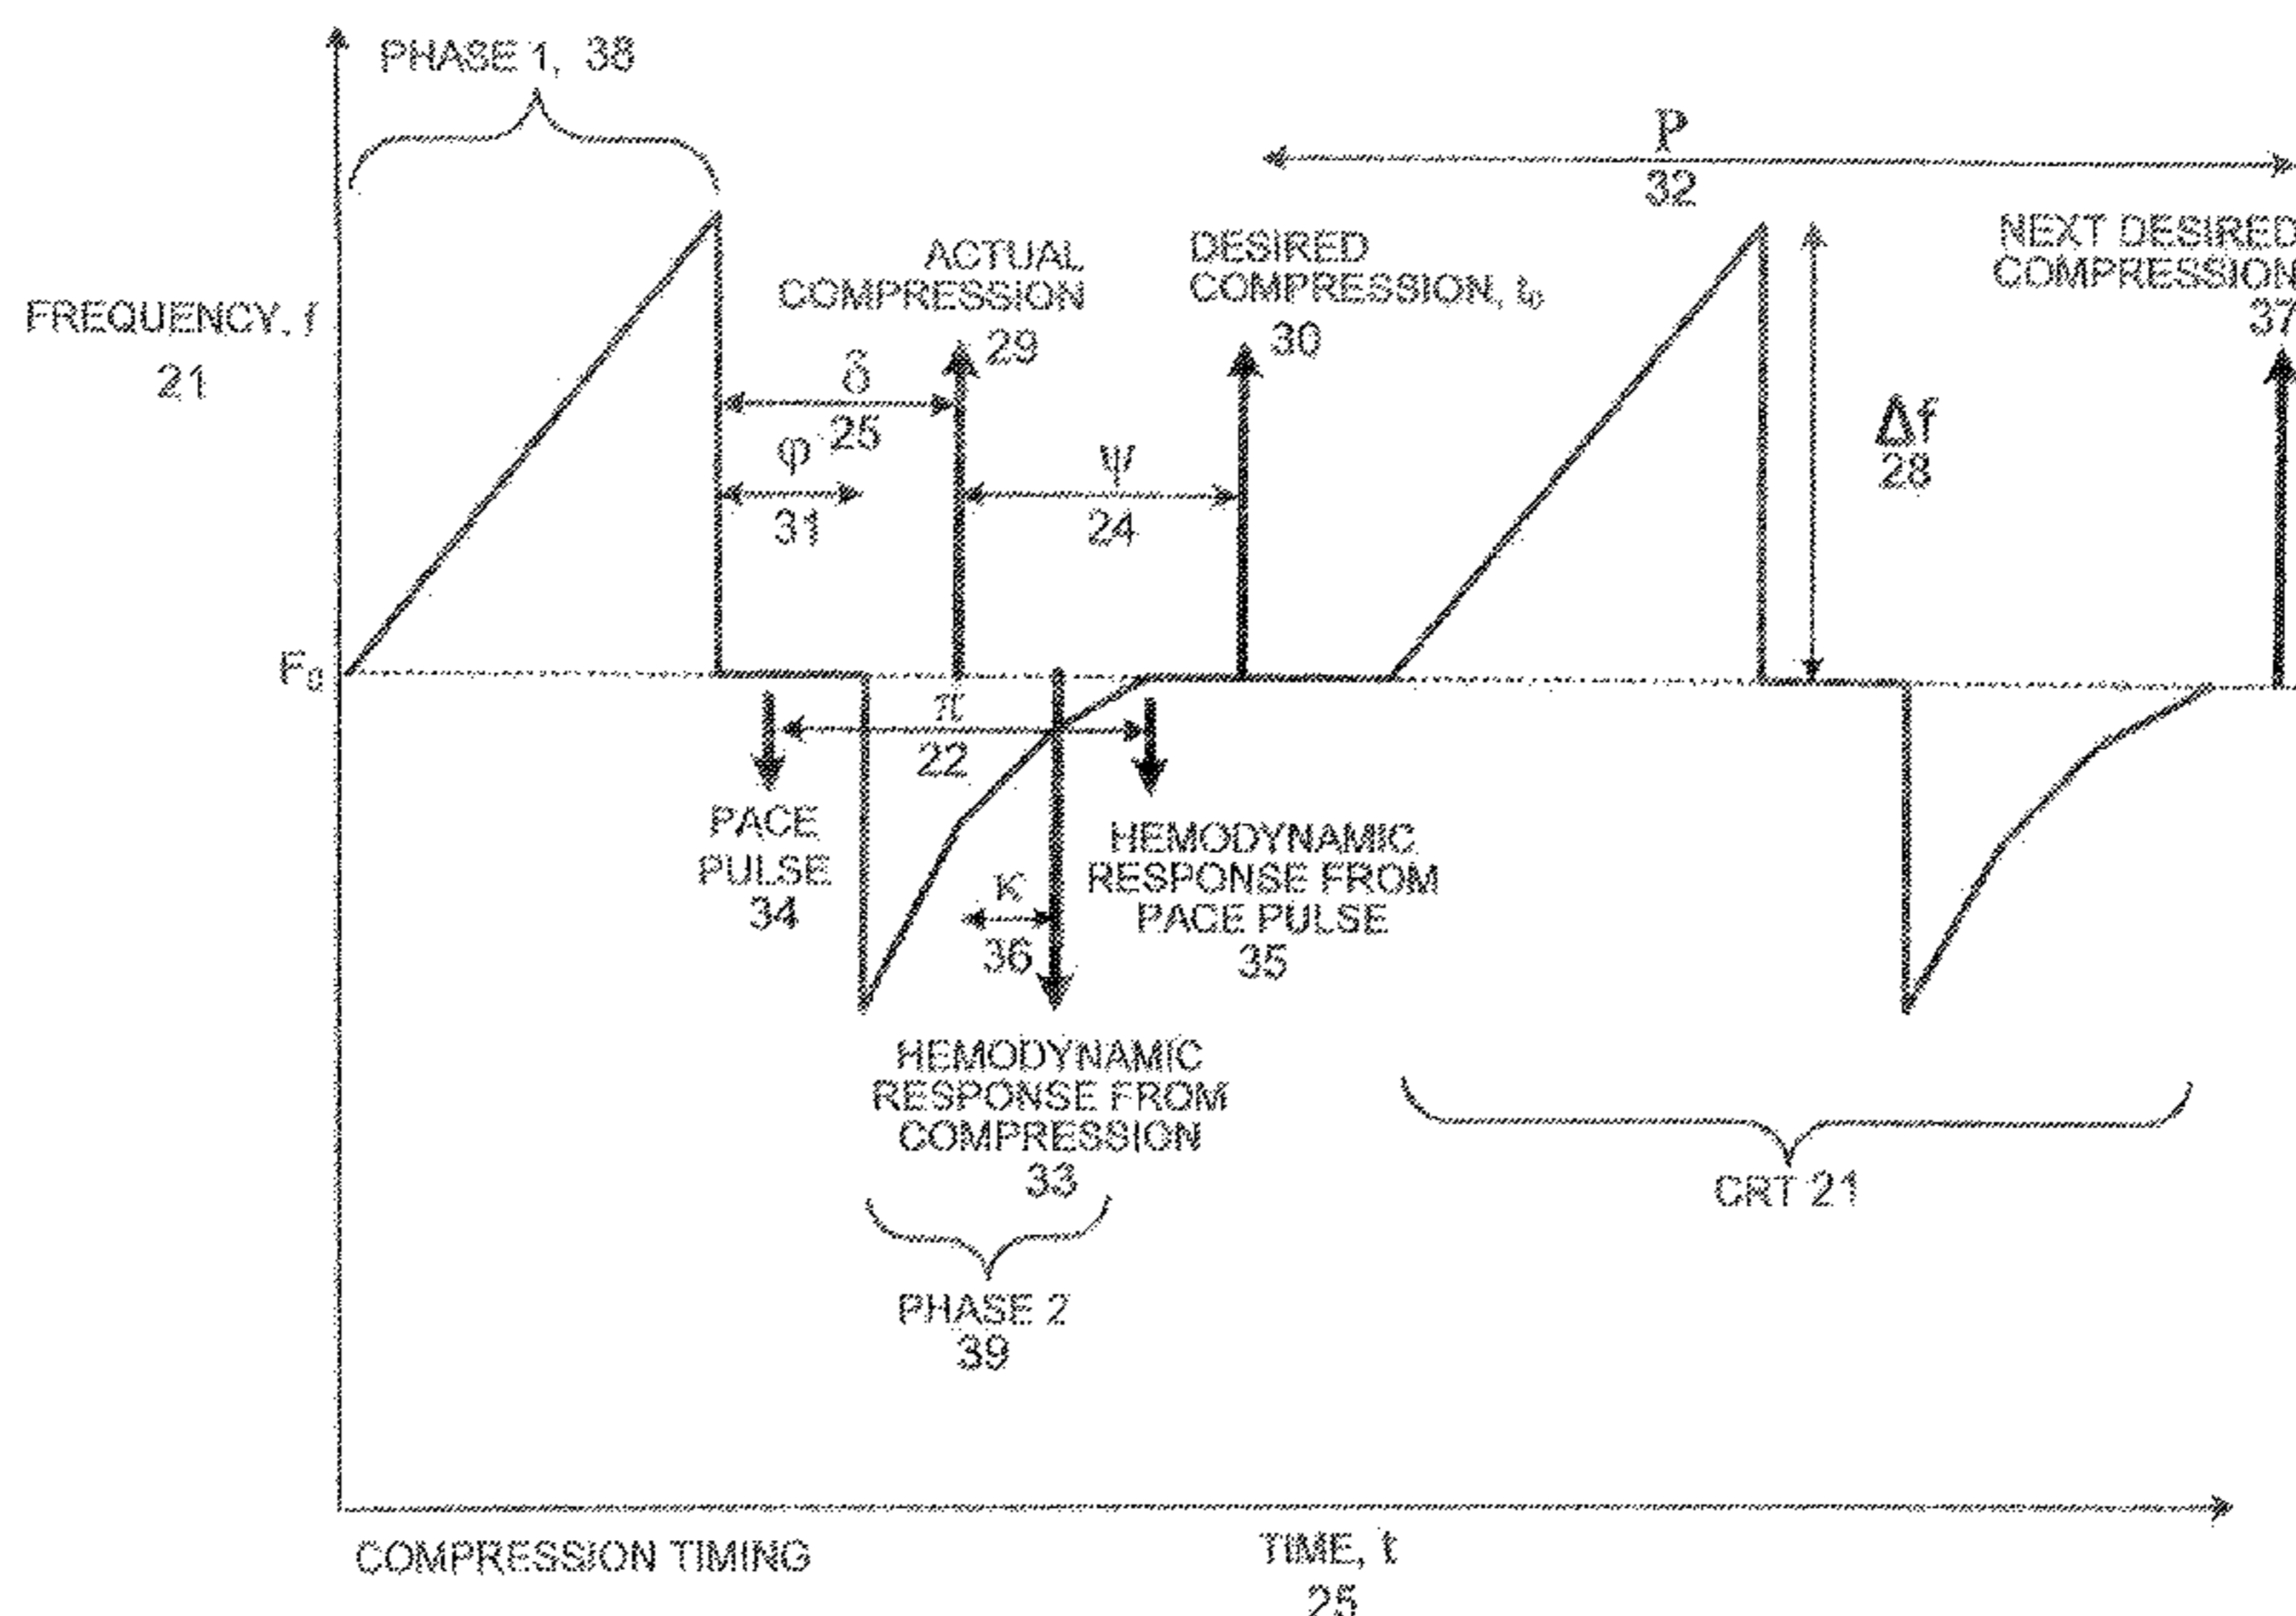 PHASE 1, 38
P
32
ACTUAL
COMPRESSION
29
DESIRED
COMPRESSION, t₀
30
NEXT DESIRED
COMPRESSION
37
FREQUENCY, f
21
δ
25
φ
31
ψ
24
Δf
28
F₀
π
22
PACE
PULSE
34
K
36
HEMODYNAMIC
RESPONSE FROM
PACE PULSE
35
HEMODYNAMIC
RESPONSE FROM
COMPRESSION
33
PHASE 2
39
CRT 21
COMPRESSION TIMING
TIME, t
25